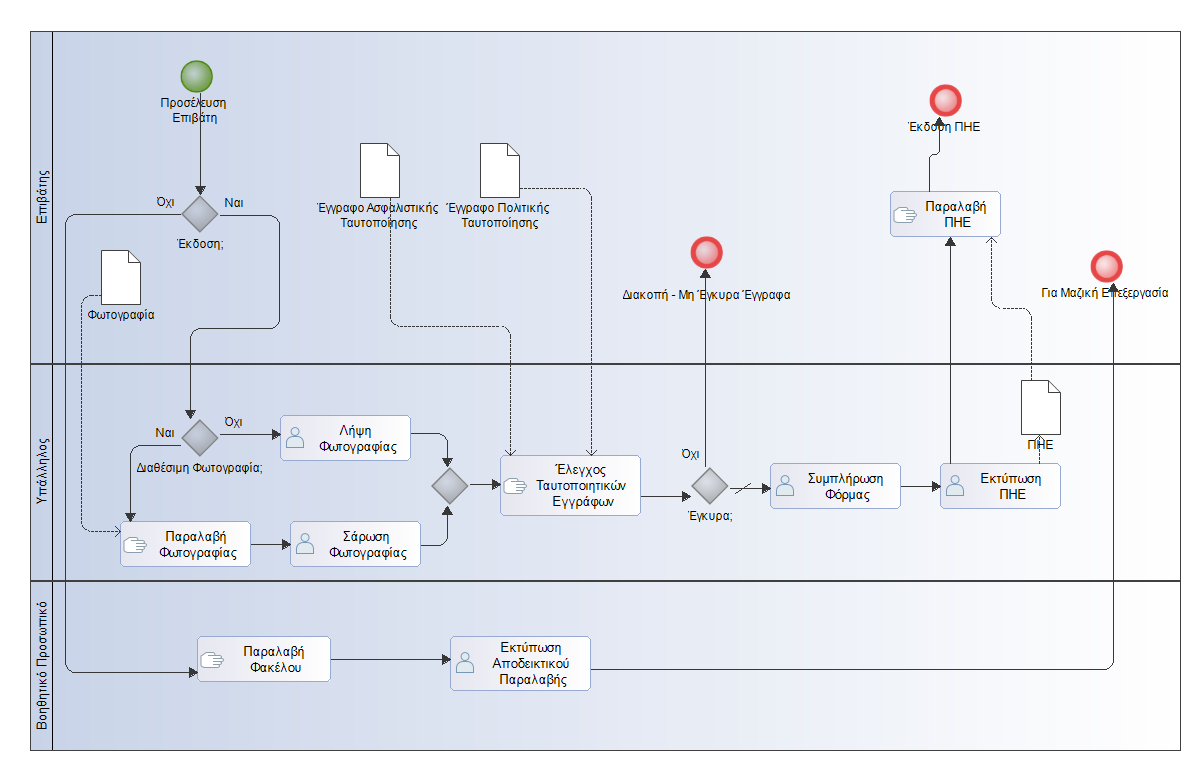 Επιβάτης
Προσέλευση
Επιβάτη
Όχι
Ναι
Έκδοση;
Φωτογραφία
Έγγραφο Ασφαλιστικής
Ταυτοποίησης
Έγγραφο Πολιτικής
Ταυτοποίησης
Διακοπή - Μη Έγκυρα Έγγραφα
Έκδοση ΠΗΕ
Παραλαβή
ΠΗΕ
Για Μαζική Επεξεργασία
Υπάλληλος
Ναι
Όχι
Διαθέσιμη Φωτογραφία;
Λήψη
Φωτογραφίας
Παραλαβή
Φωτογραφίας
Σάρωση
Φωτογραφίας
Έλεγχος
Ταυτοποιητικών
Εγγράφων
Όχι
Έγκυρα;
Συμπλήρωση
Φόρμας
Εκτύπωση
ΠΗΕ
ΠΗΕ
Βοηθητικό Προσωπικό
Παραλαβή
Φακέλου
Εκτύπωση
Αποδεικτικού
Παραλαβής